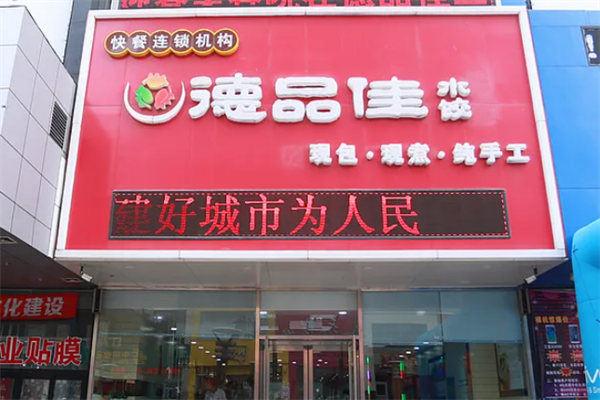 快餐连锁机构
德品佳水饺
现包·现煮·纯手工
建好城市为人民
化建设
业贴膜